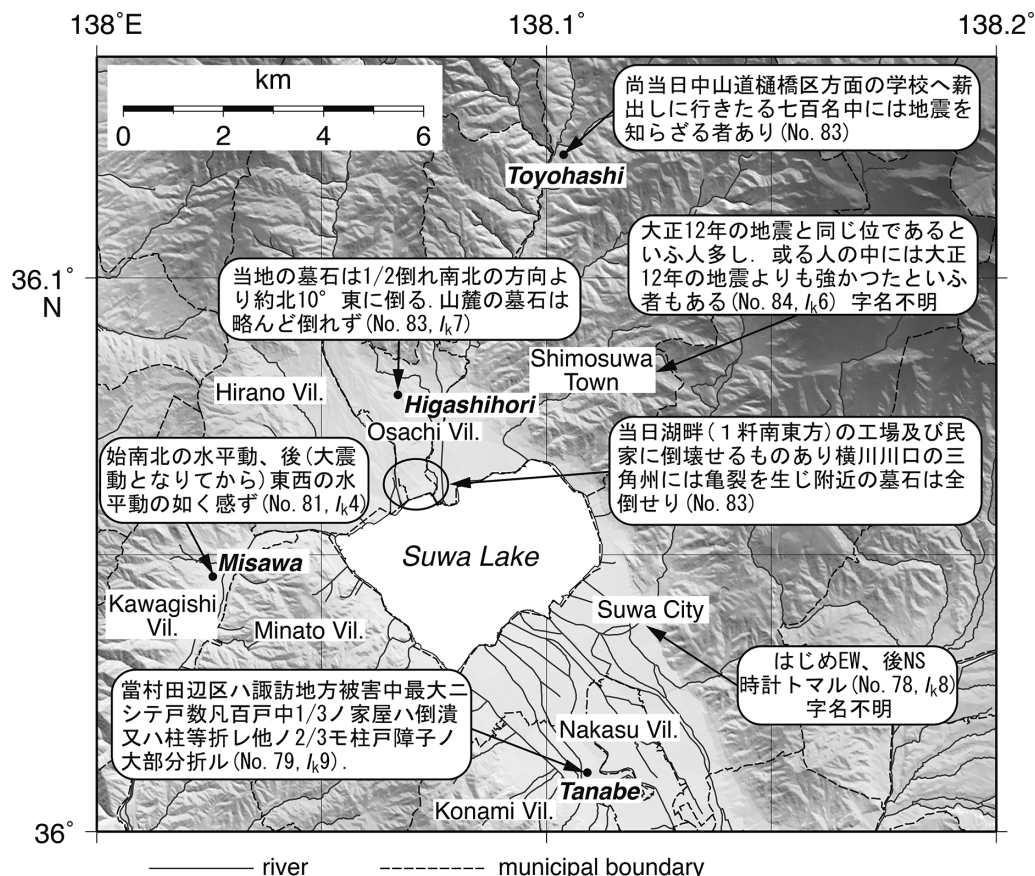 138°E
138.1°
138.2°
km
0 2 4 6
尚当日中山道樋橋区方面の学校へ薪
出しに行きたる七百名中には地震を
知らざる者あり(No. 83)
Toyohashi
大正12年の地震と同じ位であると
いふ人多し．或る人の中には大正
12年の地震よりも強かつたといふ
者もある(No. 84, Ik6) 字名不明
36.1°
N
当地の墓石は1/2倒れ南北の方向よ
り約北10°東に倒る．山麓の墓石は
略んど倒れず(No. 83, Ik7)
Shimosuwa
Town
Hirano Vil.
Higashihori
Osachi Vil.
当日湖畔(１粁南東方)の工場及び民
家に倒壊せるものあり横川川口の三
角州には亀裂を生じ附近の墓石は全
倒せり(No. 83)
始南北の水平動、後(大震
動となりてから)東西の水
平動の如く感ず(No. 81, Ik4)
Suwa Lake
Misawa
Kawagishi
Vil.
Minato Vil.
Suwa City
はじめEW、後NS
時計トマル(No. 78, Ik8)
字名不明
當村田辺区ハ諏訪地方被害中最大ニ
シテ戸数凡百戸中1/3ノ家屋ハ倒潰
又ハ柱等折レ他ノ2/3モ柱戸障子ノ
大部分折ル(No. 79, Ik9)．
Nakasu Vil.
Tanabe
Konami Vil.
36°
river
municipal boundary